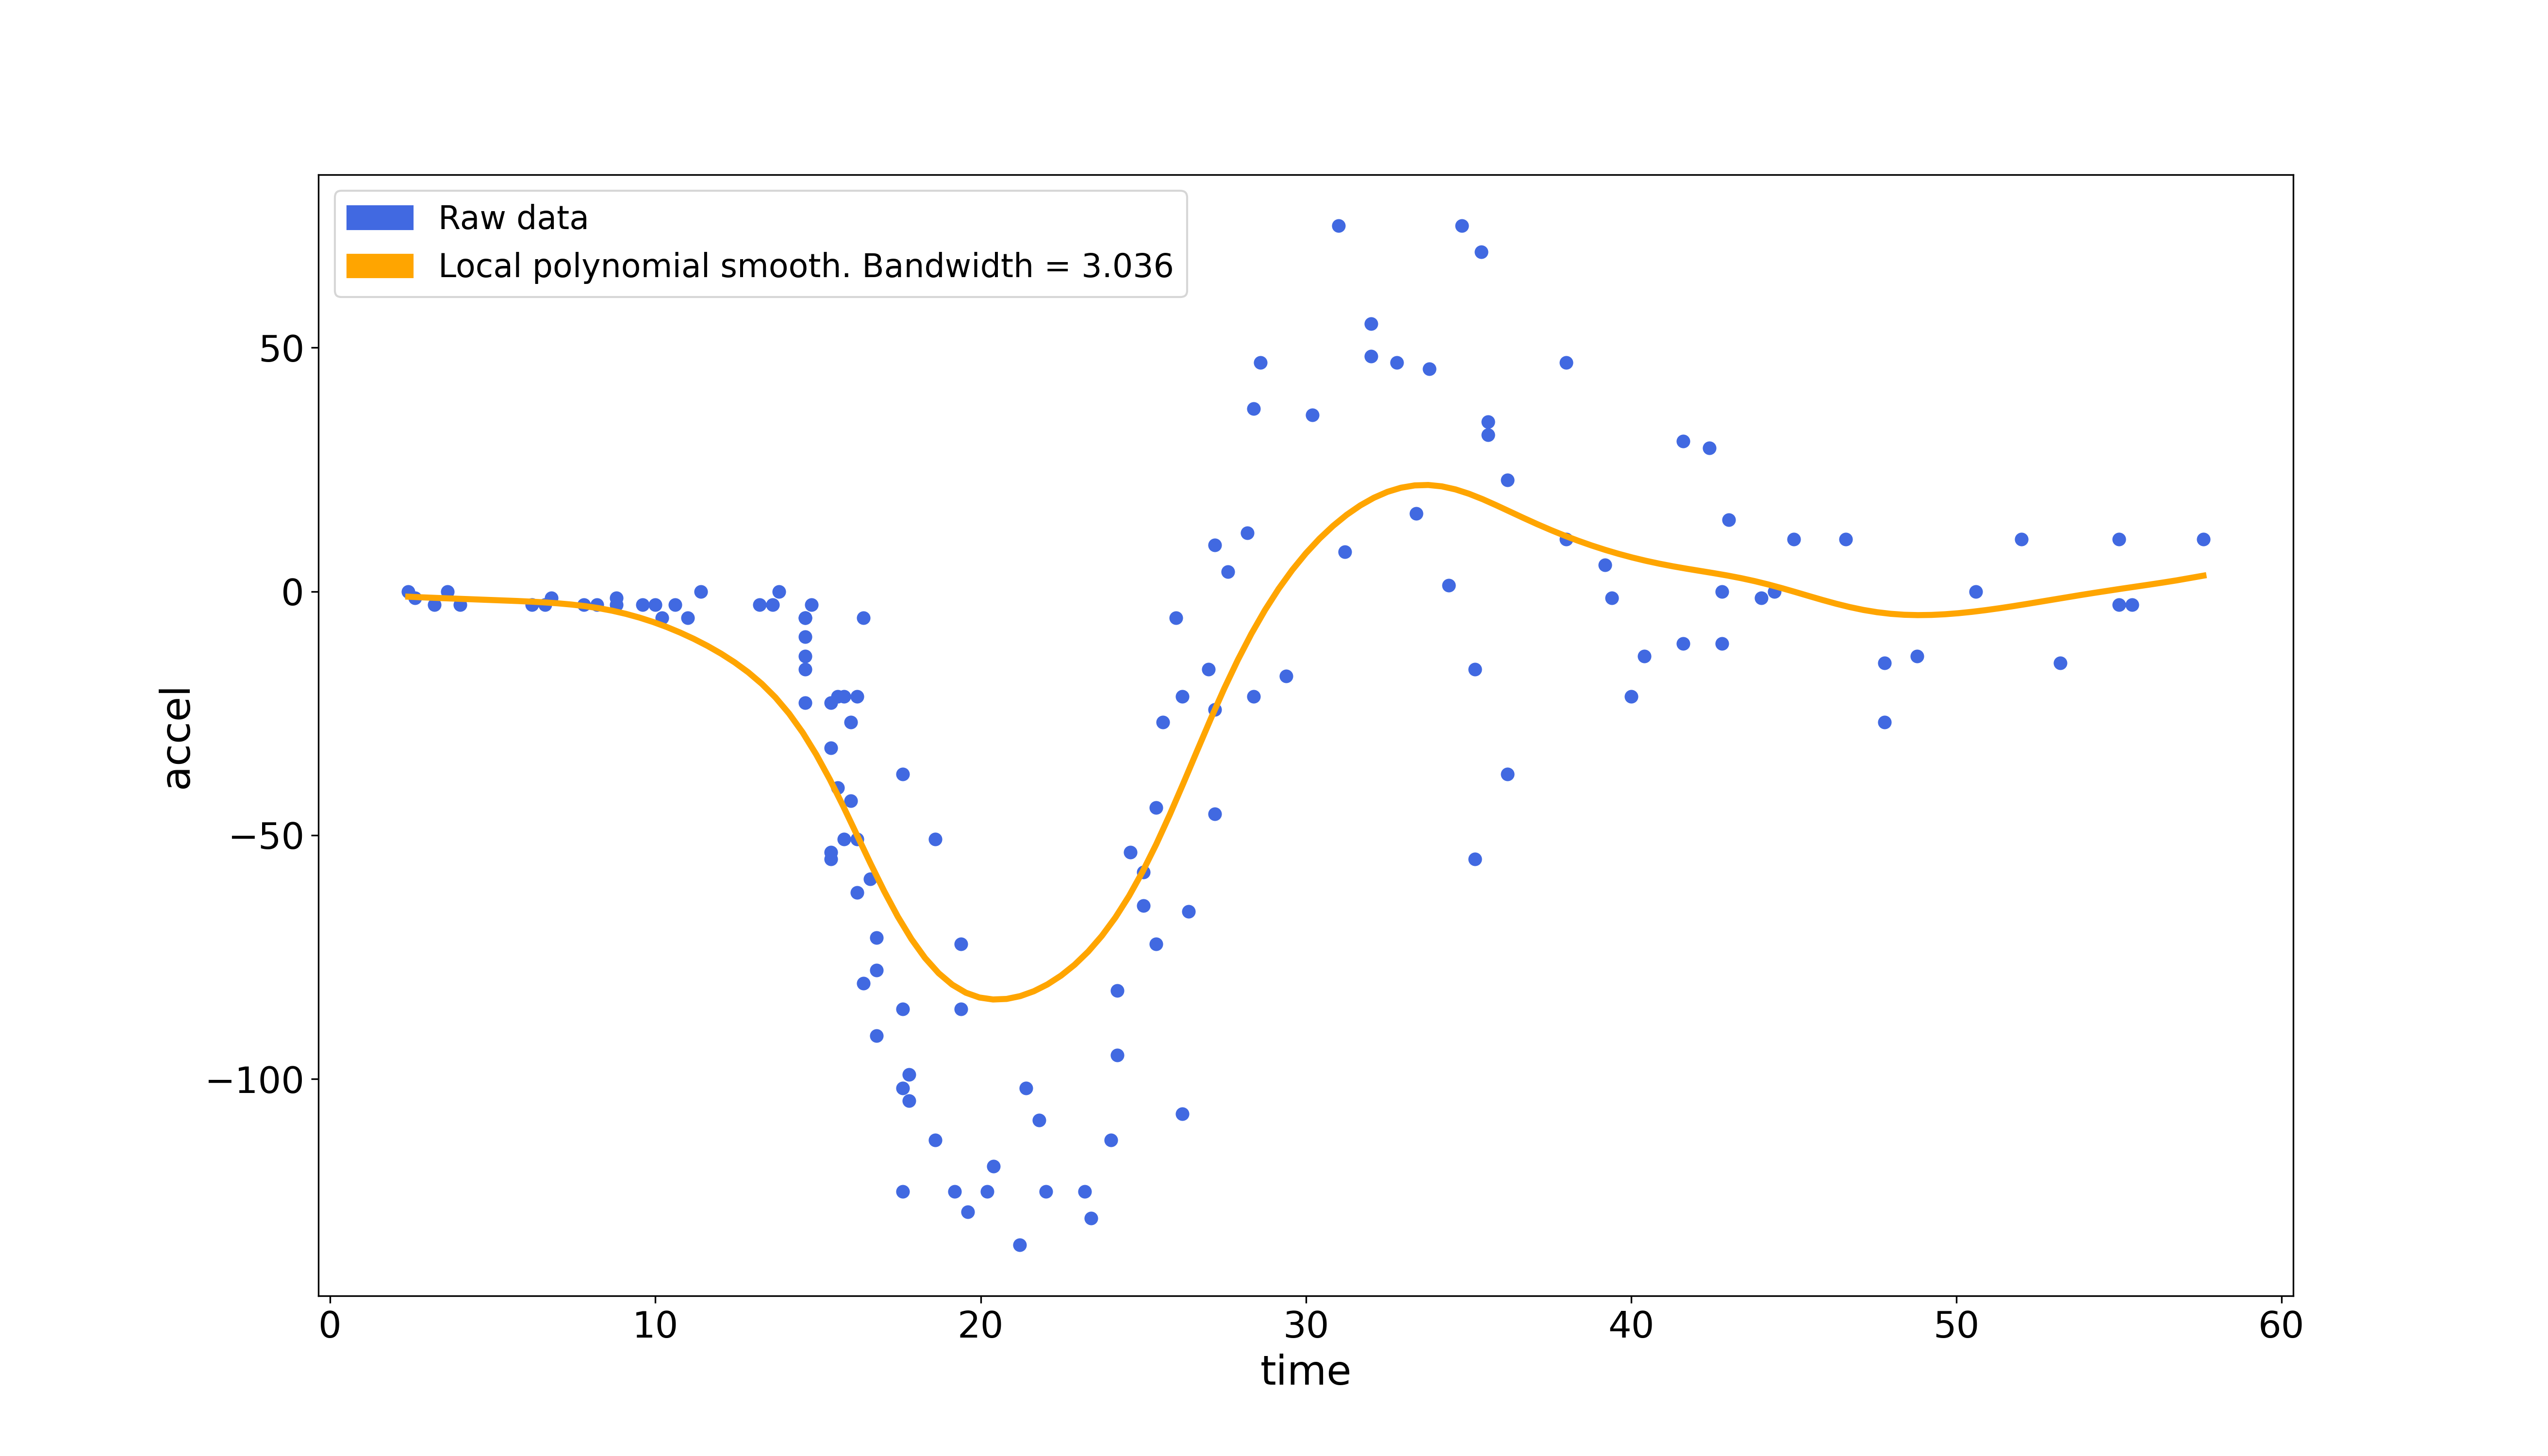 Raw data
Local polynomial smooth. Bandwidth = 3.036
50
0
−50
−100
accel
0 10 20 30 40 50 60
time